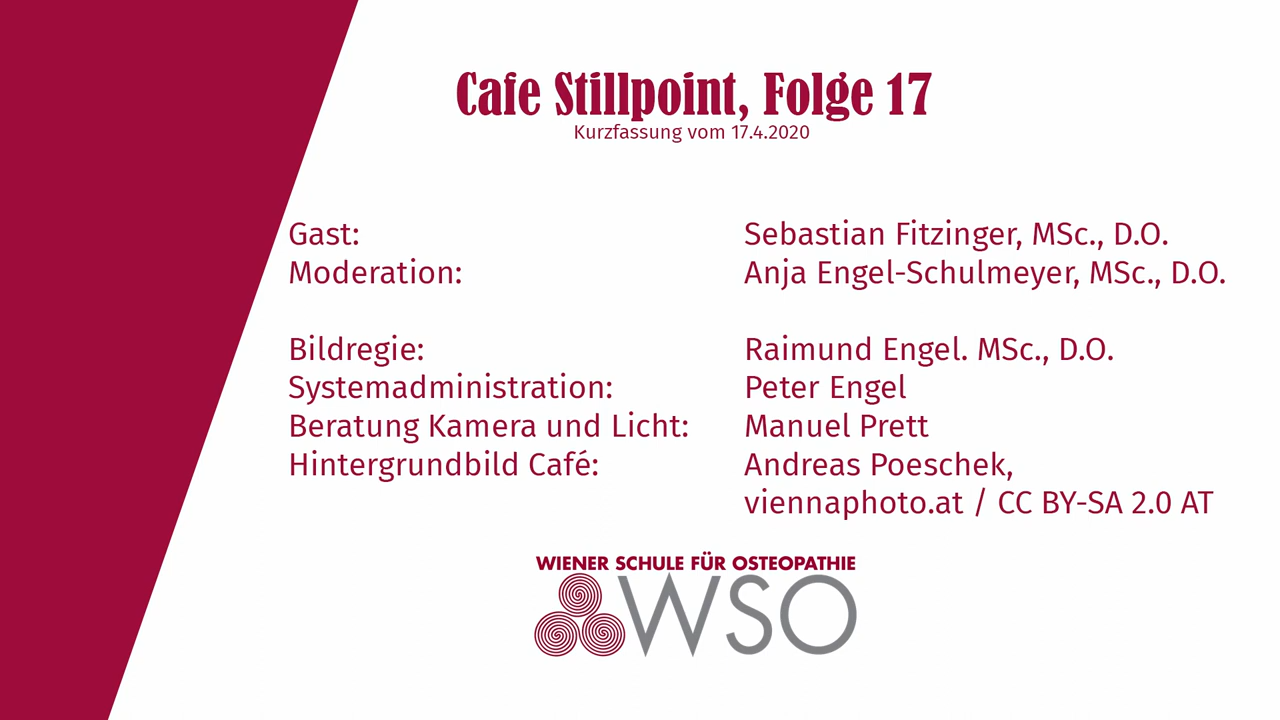 Cafe Stillpoint, Folge 17
Kurzfassung vom 17.4.2020
Gast: Sebastian Fitzinger, MSc., D.O.
Moderation: Anja Engel-Schulmeyer, MSc., D.O.
Bildregie: Raimund Engel. MSc., D.O.
Systemadministration: Peter Engel
Beratung Kamera und Licht: Manuel Prett
Hintergrundbild Café: Andreas Poeschek,
viennaphoto.at / CC BY-SA 2.0 AT
WIENER SCHULE FÜR OSTEOPATHIE
WSO